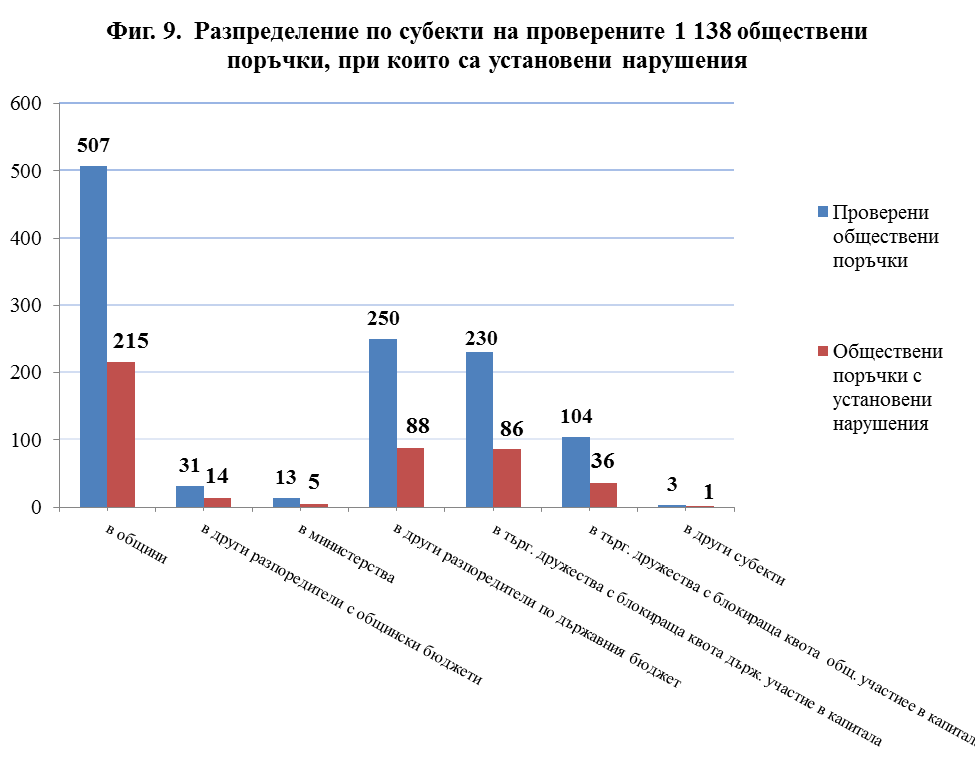 Фиг. 9. Разпределение по субекти на проверените 1 138 обществени
поръчки, при които са установени нарушения
600
500
400
300
200
100
0
507
215
31
14
13
5
250
88
230
86
104
36
3
1
в общини
в други разпоредители с общински бюджети
в министерства
в други разпоредители по държавния бюджет
в търг. дружества с блокираща квота държ. участие в капитала
в търг. дружества с блокираща квота общ. участиее в капитала
в други субекти
Проверени
обществени
поръчки
Обществени
поръчки с
установени
нарушения